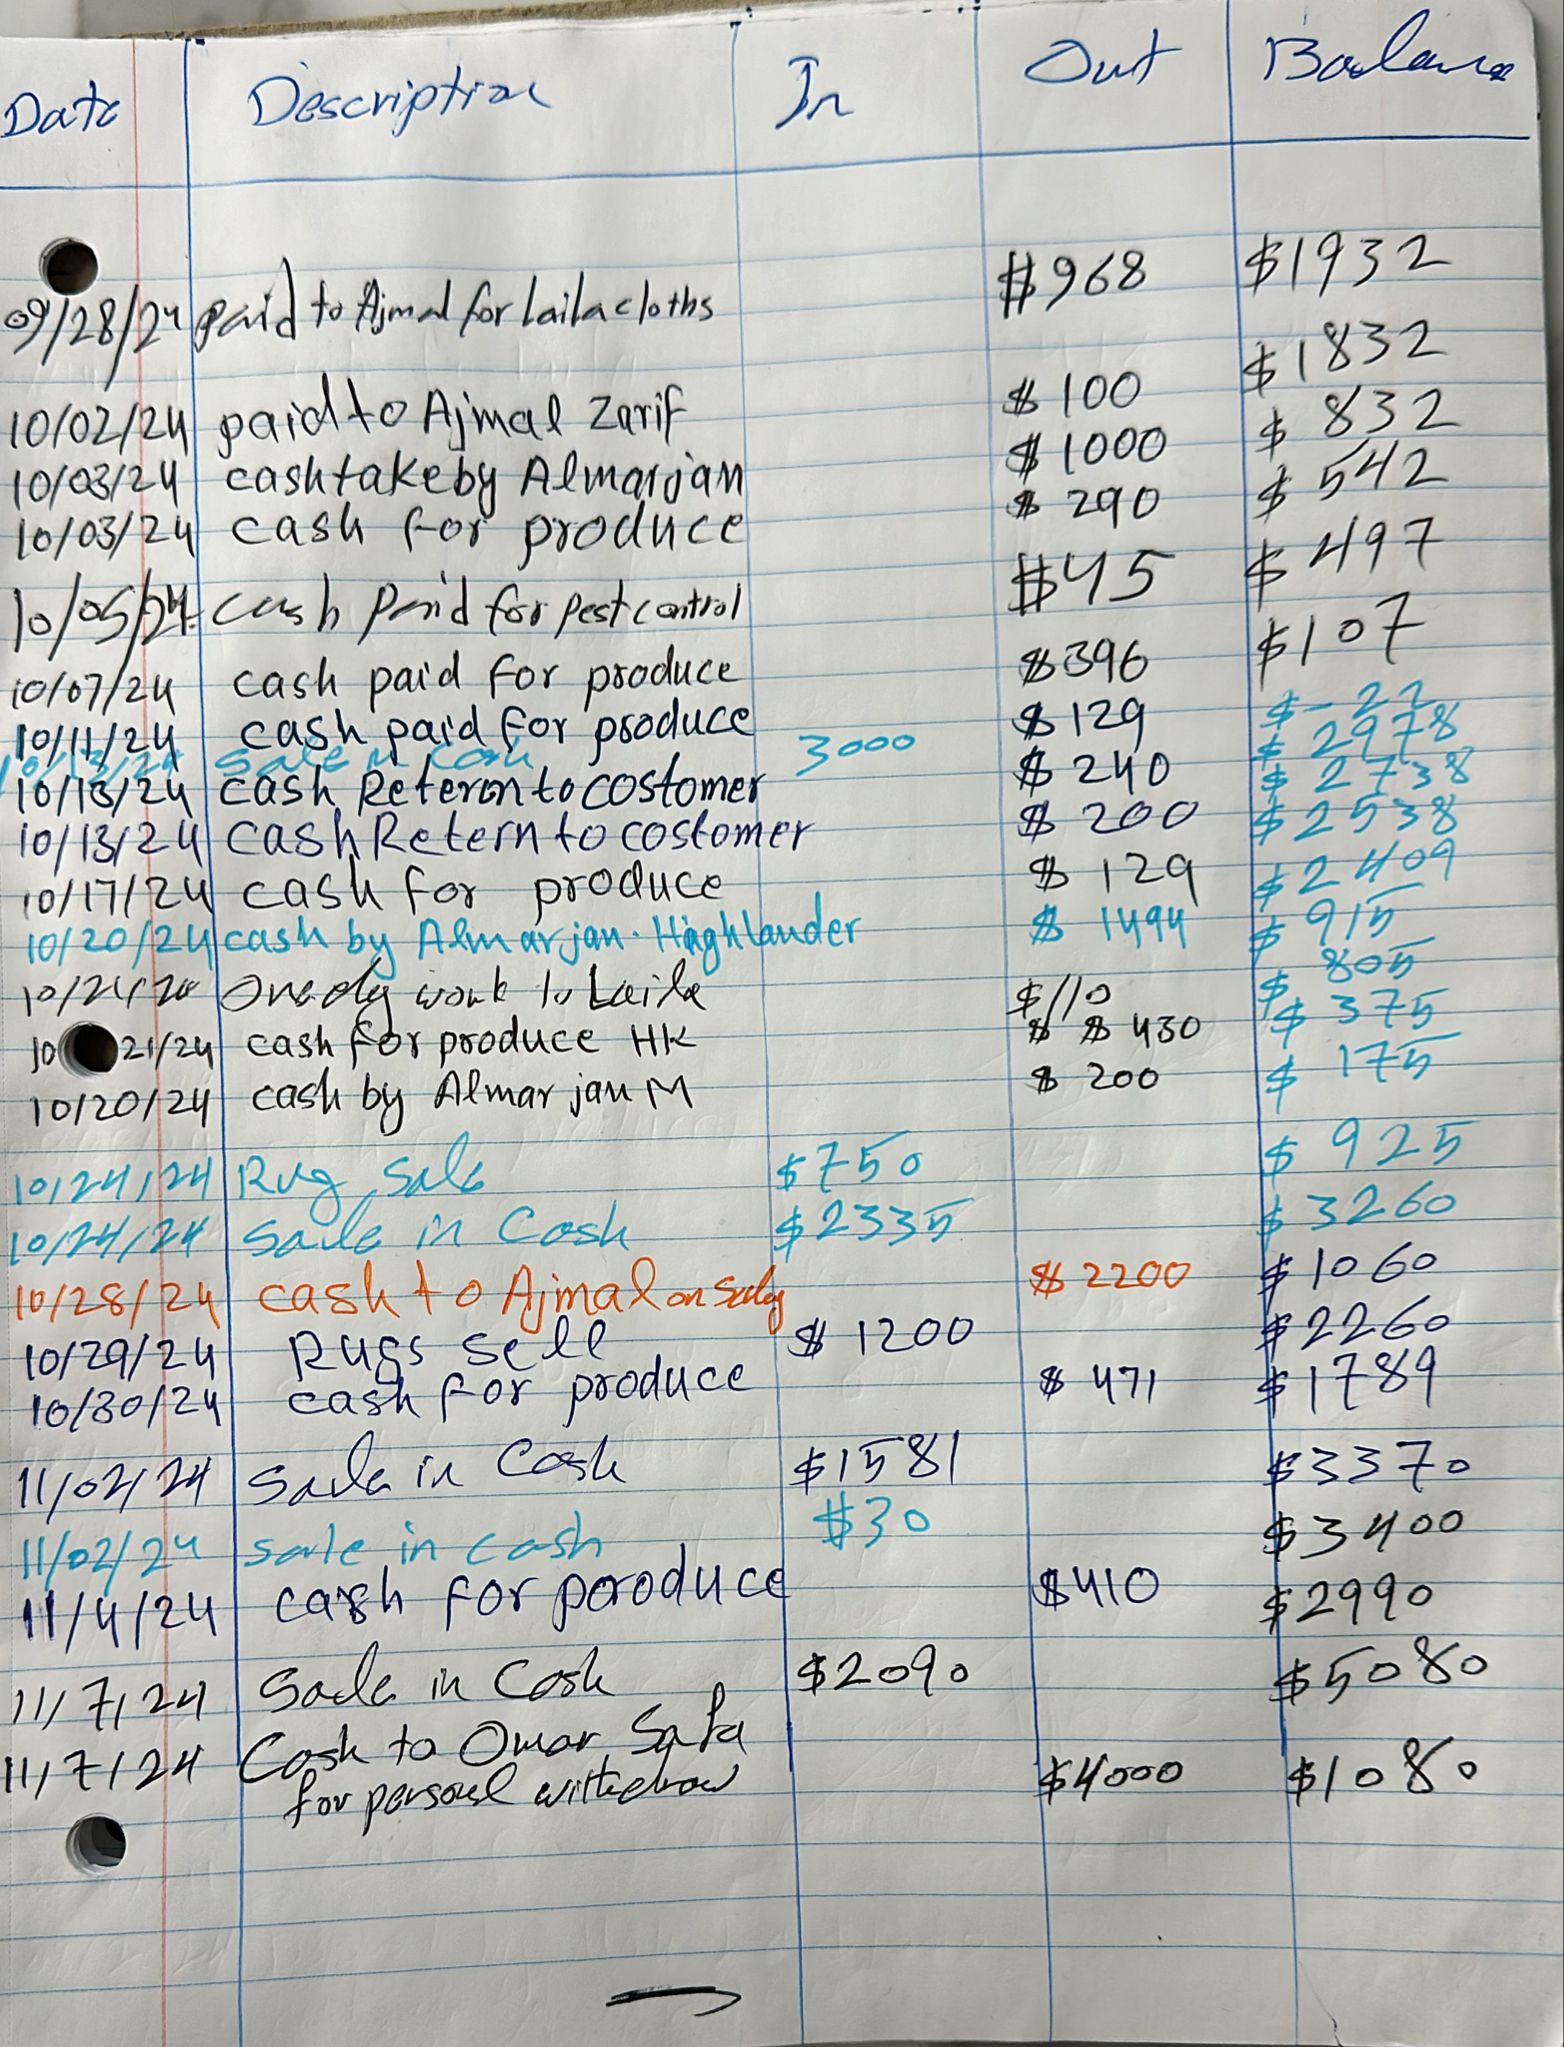 Date Description In Out Balance
09/28/24 paid to Ajmal for Laila cloths $968 $1932
10/02/24 paid to Ajmal Zarif $100 $1832
10/03/24 cash take by Almarjan $1000 $832
10/03/24 cash for produce $290 $542
10/05/24 cash paid for pest control $45 $497
10/07/24 cash paid for produce $396 $107
10/11/24 cash paid for produce $129 $-22
10/13/24 sale in cash 3000 $2978
10/13/24 cash Reteron to costomer $240 $2738
10/13/24 cash Retern to costomer $200 $2538
10/17/24 cash for produce $129 $2409
10/20/24 cash by Almarjan. Highlander $1494 $915
One day work to Laila $110 $805
10 21/24 cash for produce HK $ $430 $375
10/20/24 cash by Almarjan M $200 $175
10/24/24 Rug Sale $750 $925
10/24/24 Sale in Cash $2335 $3260
10/28/24 cash to Ajmal on $2200 $1060
10/29/24 Rugs sell $1200 $2260
10/30/24 cash for produce $471 $1789
11/02/24 Sale in Cash $1581 $3370
11/02/24 sale in cash $30 $3400
11/4/24 cash for poroduce $410 $2990
11/7/24 Sale in Cash $2090 $5080
11/7/24 Cash to Omar Safa
for personal withdraw $4000 $1080